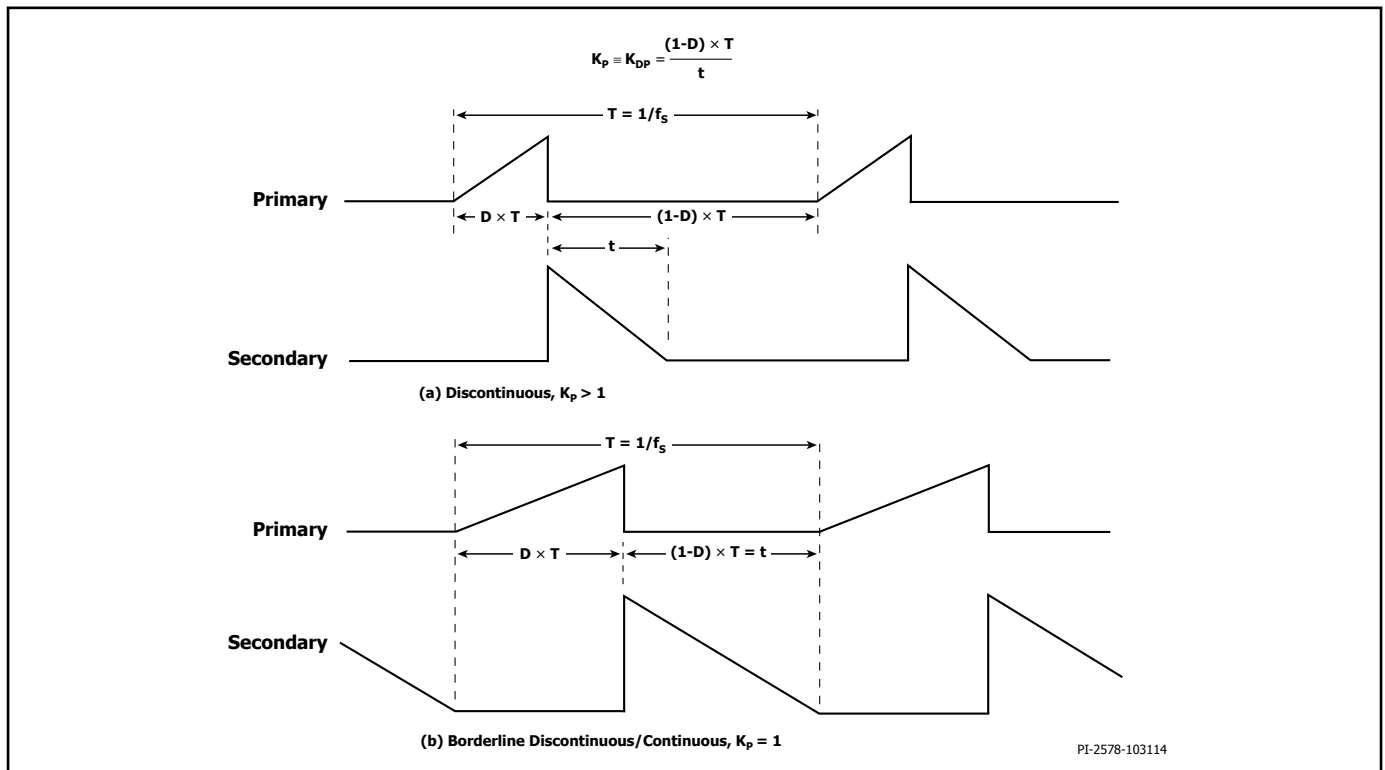 K_P ≡ K_DP = (1-D) × T / t
T = 1/f_S
Primary
D × T
(1-D) × T
t
Secondary
(a) Discontinuous, K_P > 1
T = 1/f_S
Primary
D × T
(1-D) × T = t
Secondary
(b) Borderline Discontinuous/Continuous, K_P = 1
PI-2578-103114